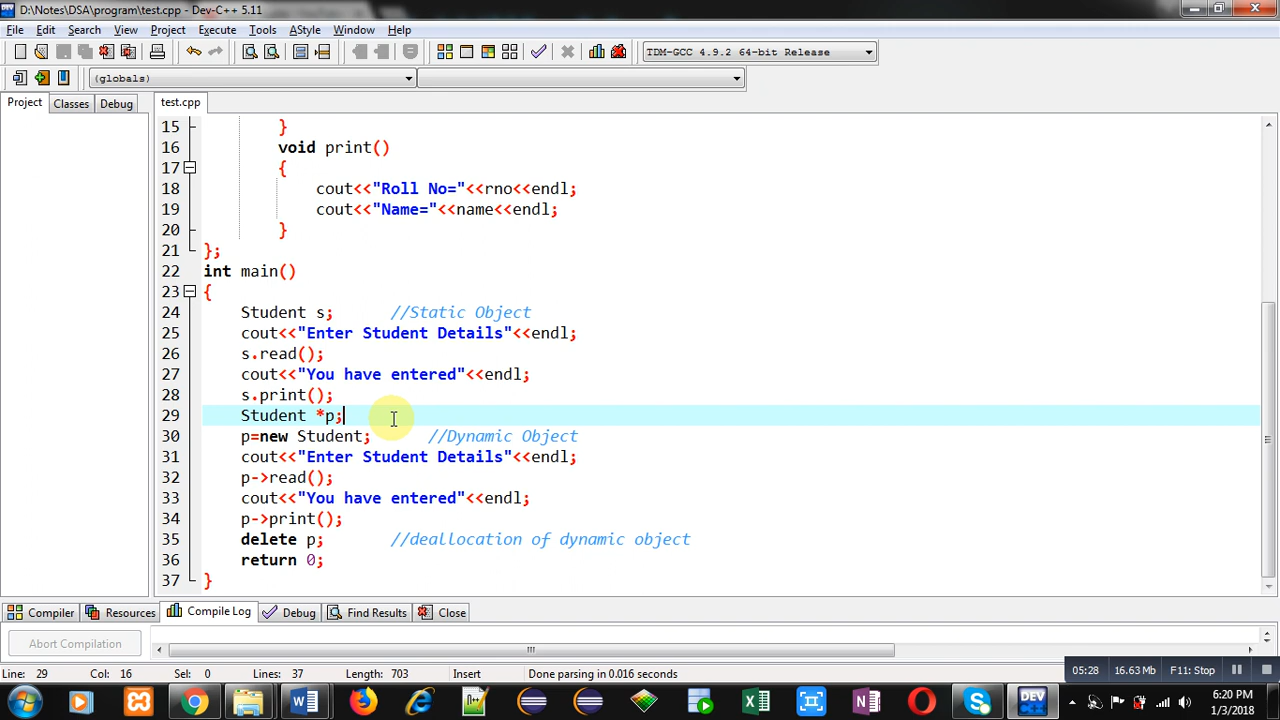 D:\Notes\DSA\program\test.cpp - Dev-C++ 5.11
File Edit Search View Project Execute Tools AStyle Window Help
TDM-GCC 4.9.2 64-bit Release
(globals)
Project Classes Debug test.cpp
15 }
16 void print()
17 {
18 cout<<"Roll No="<<rno<<endl;
19 cout<<"Name="<<name<<endl;
20 }
21 };
22 int main()
23 {
24 Student s; //Static Object
25 cout<<"Enter Student Details"<<endl;
26 s.read();
27 cout<<"You have entered"<<endl;
28 s.print();
29 Student *p;
30 p=new Student; //Dynamic Object
31 cout<<"Enter Student Details"<<endl;
32 p->read();
33 cout<<"You have entered"<<endl;
34 p->print();
35 delete p; //deallocation of dynamic object
36 return 0;
37 }
Compiler Resources Compile Log Debug Find Results Close
Abort Compilation
Line: 29 Col: 16 Sel: 0 Lines: 37 Length: 703 Insert Done parsing in 0.016 seconds
05:28 16.63 Mb F11: Stop
DEV
6:20 PM
1/3/2018